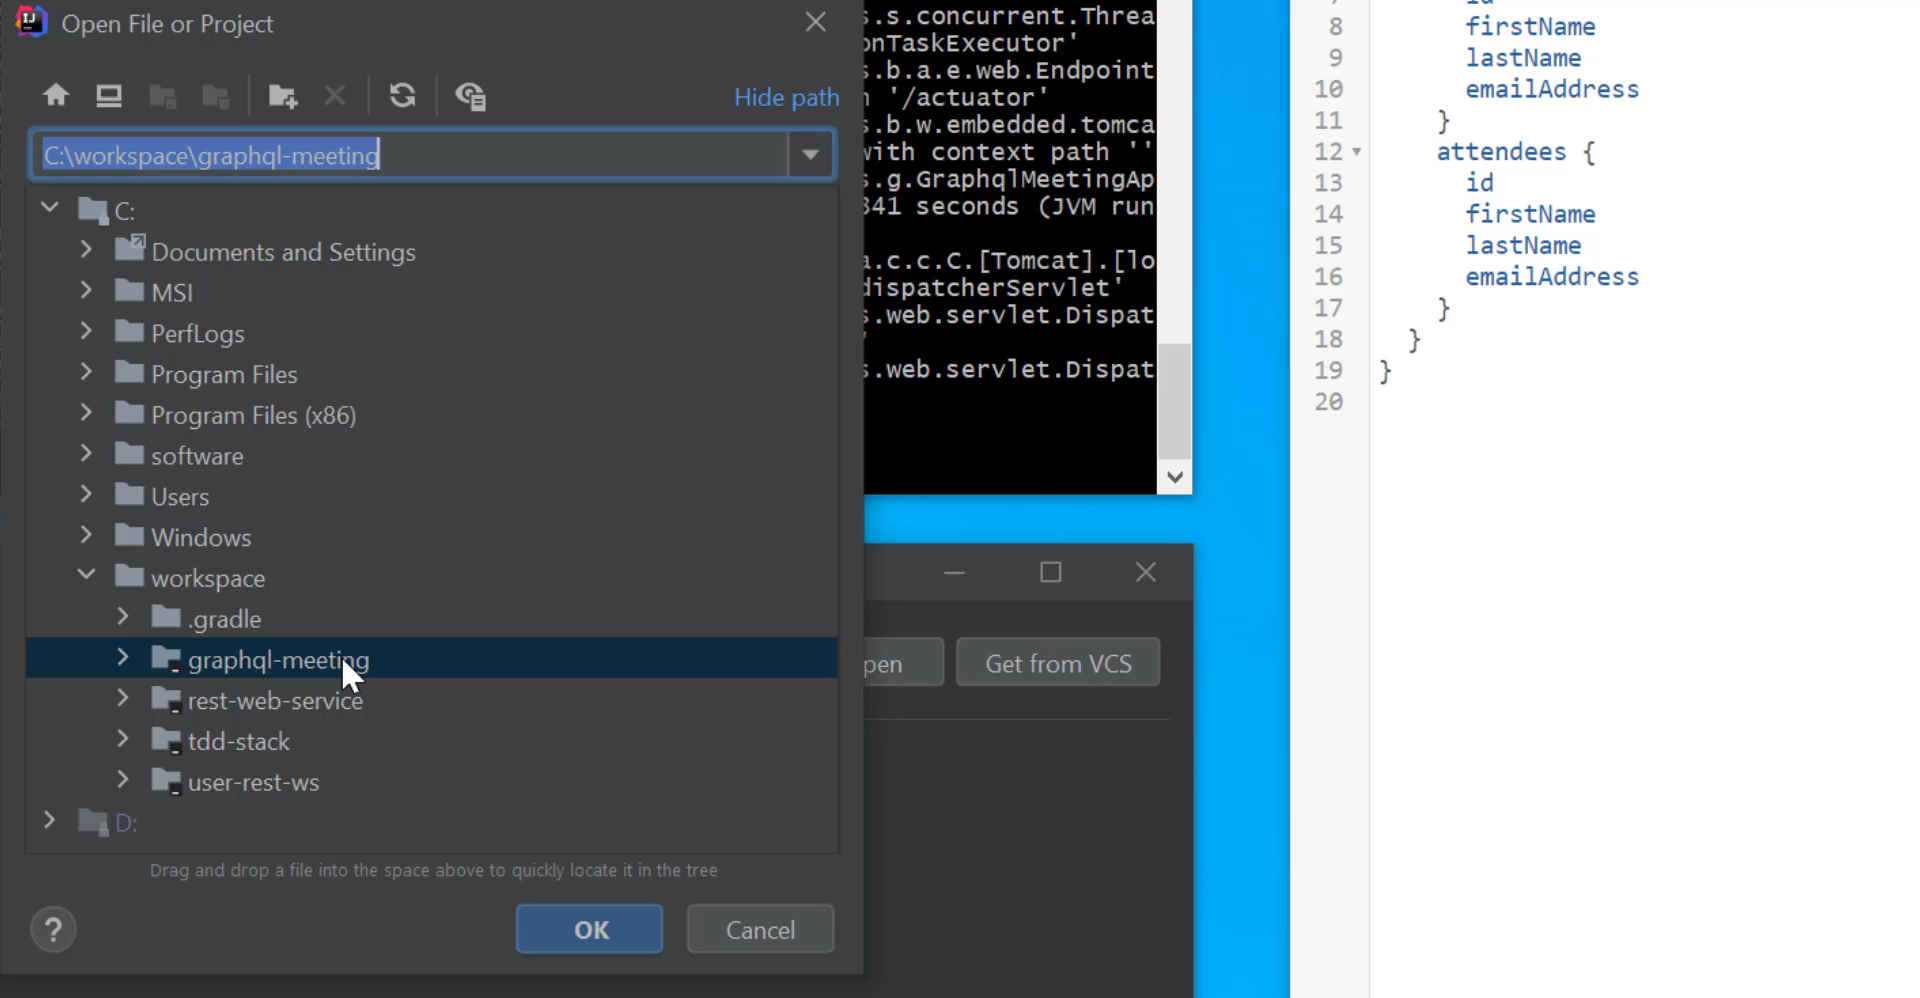 Open File or Project
Hide path
C:\workspace\graphql-meeting
C:
Documents and Settings
MSI
PerfLogs
Program Files
Program Files (x86)
software
Users
Windows
workspace
.gradle
graphql-meeting
rest-web-service
tdd-stack
user-rest-ws
D:
Drag and drop a file into the space above to quickly locate it in the tree
?
OK
Cancel
.s.concurrent.Threa
onTaskExecutor'
.b.a.e.web.Endpoint
'/actuator'
.b.w.embedded.tomca
with context path ''
.g.GraphqlMeetingAp
341 seconds (JVM run
a.c.c.C.[Tomcat].[lo
dispatcherServlet'
.web.servlet.Dispat
.web.servlet.Dispat
pen
Get from VCS
8 firstName
9 lastName
10 emailAddress
11 }
12 attendees {
13 id
14 firstName
15 lastName
16 emailAddress
17 }
18 }
19 }
20